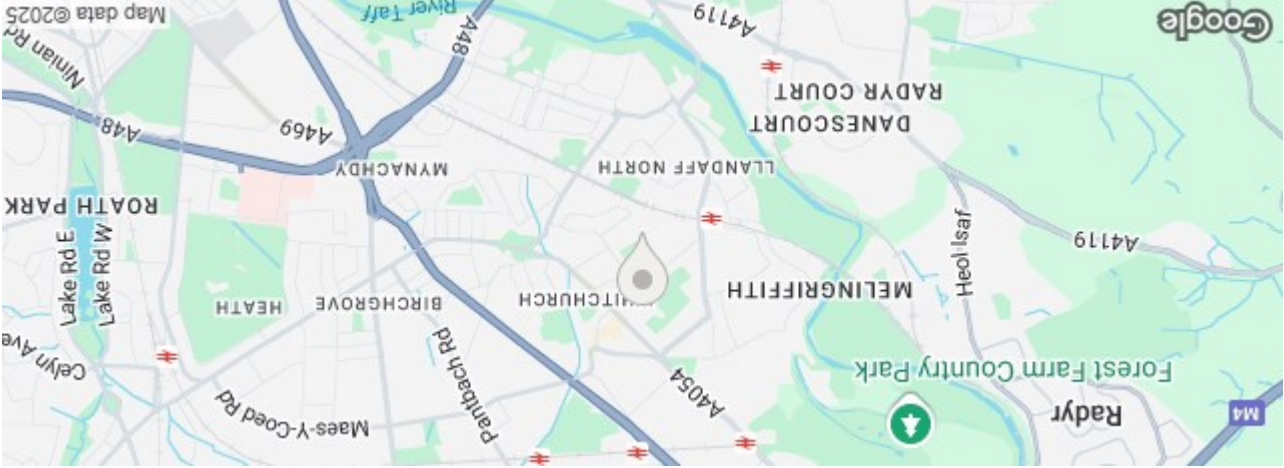 M4
Radyr
Forest Farm Country Park
A4054
Maes-Y-Coed Rd
Pantbach Rd
Celyn Ave
MELINGRIFFITH
WHITCHURCH
BIRCHGROVE
HEATH
Lake Rd W
Lake Rd E
Heol Isaf
A4119
ROATH PARK
LLANDAFF NORTH
MYNACHDY
DANESCOURT
RADYR COURT
A469
A48
A4119
A48
Ninian Rd
River Taff
Google
Map data ©2025